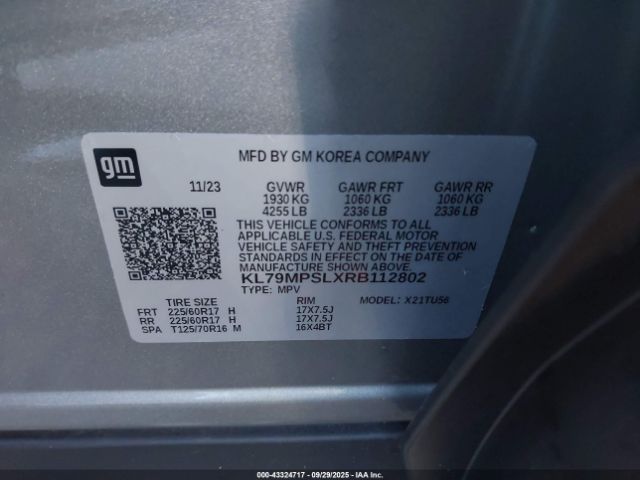 gm
MFD BY GM KOREA COMPANY
11/23 GVWR GAWR FRT GAWR RR
1930 KG 1060 KG 1060 KG
4255 LB 2336 LB 2336 LB
THIS VEHICLE CONFORMS TO ALL
APPLICABLE U.S. FEDERAL MOTOR
VEHICLE SAFETY AND THEFT PREVENTION
STANDARDS IN EFFECT ON THE DATE OF
MANUFACTURE SHOWN ABOVE.
KL79MPSLXRB112802
TYPE: MPV MODEL: X21TU56
TIRE SIZE RIM
FRT 225/60R17 H 17X7.5J
RR 225/60R17 H 17X7.5J
SPA T125/70R16 M 16X4BT
000-43324717 - 09/29/2025 - IAA Inc.